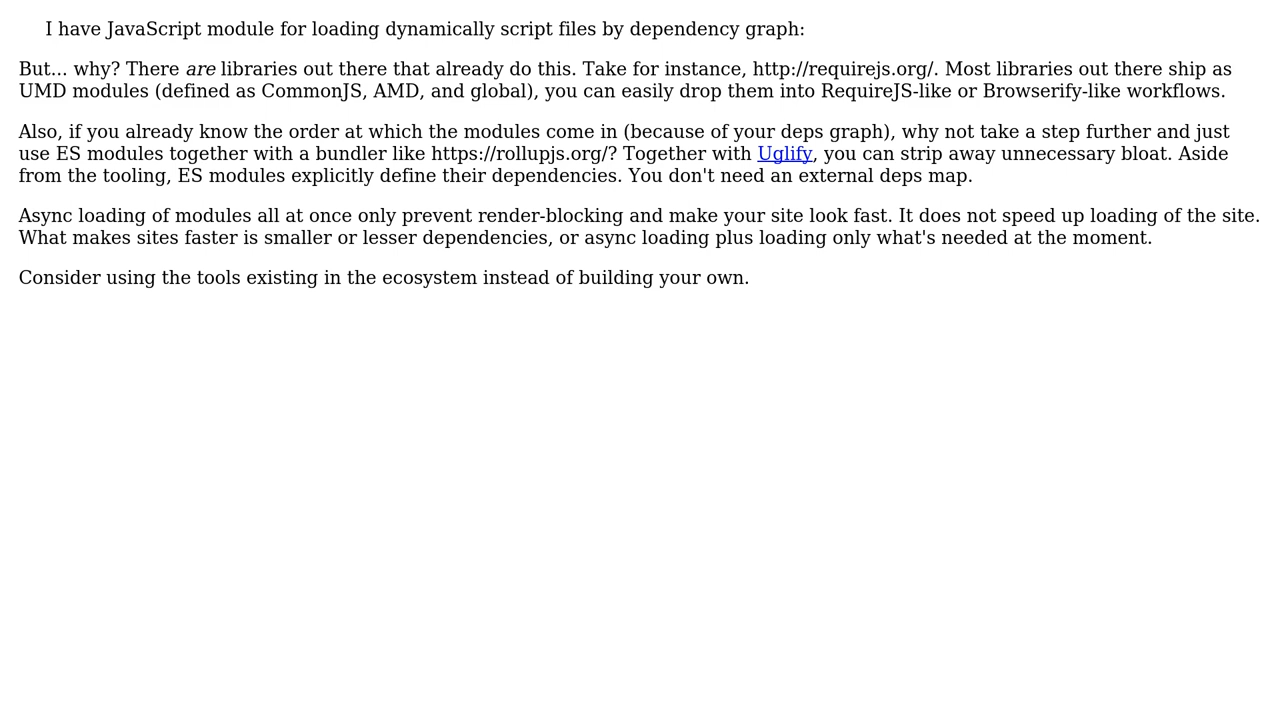 I have JavaScript module for loading dynamically script files by dependency graph:
But... why? There are libraries out there that already do this. Take for instance, http://requirejs.org/. Most libraries out there ship as
UMD modules (defined as CommonJS, AMD, and global), you can easily drop them into RequireJS-like or Browserify-like workflows.
Also, if you already know the order at which the modules come in (because of your deps graph), why not take a step further and just
use ES modules together with a bundler like https://rollupjs.org/? Together with Uglify, you can strip away unnecessary bloat. Aside
from the tooling, ES modules explicitly define their dependencies. You don't need an external deps map.
Async loading of modules all at once only prevent render-blocking and make your site look fast. It does not speed up loading of the site.
What makes sites faster is smaller or lesser dependencies, or async loading plus loading only what's needed at the moment.
Consider using the tools existing in the ecosystem instead of building your own.